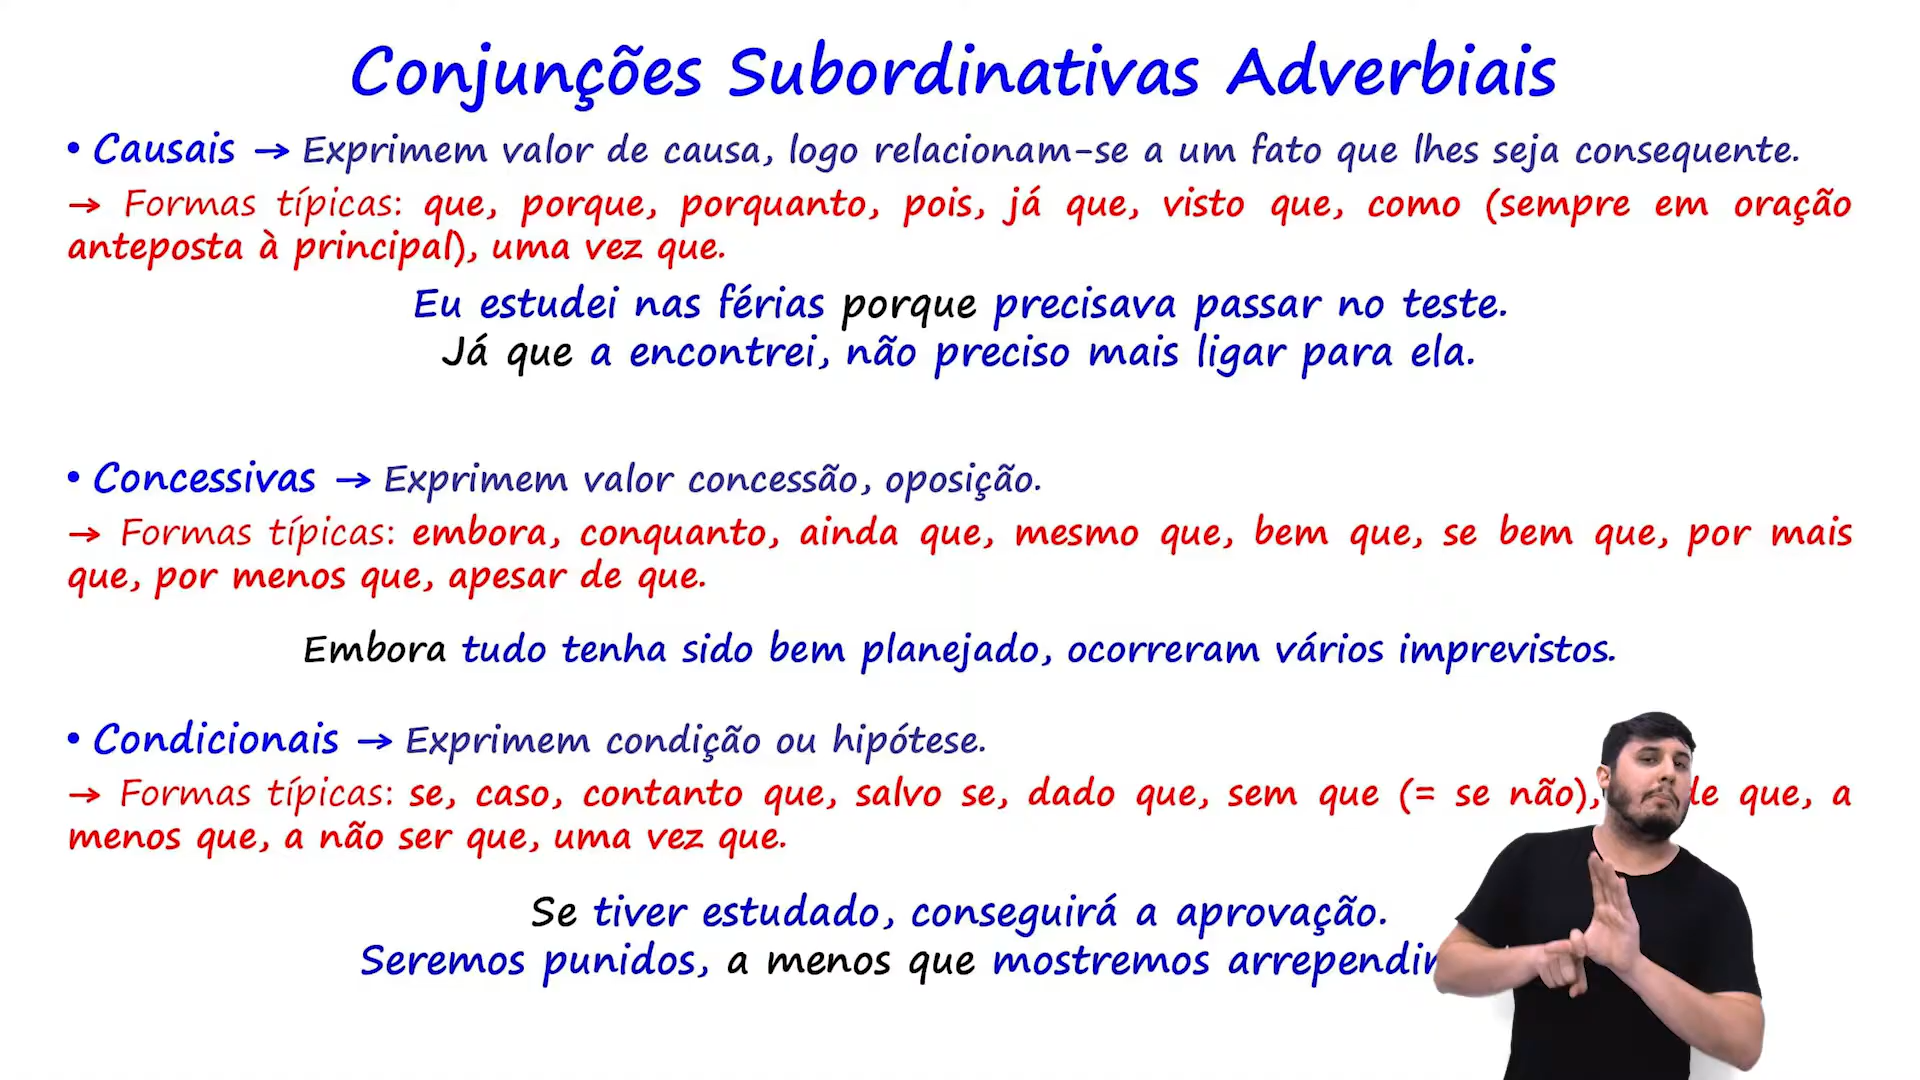 Conjunções Subordinativas Adverbiais
• Causais → Exprimem valor de causa, logo relacionam-se a um fato que lhes seja consequente.
→ Formas típicas: que, porque, porquanto, pois, já que, visto que, como (sempre em oração
anteposta à principal), uma vez que.
Eu estudei nas férias porque precisava passar no teste.
Já que a encontrei, não preciso mais ligar para ela.
• Concessivas → Exprimem valor concessão, oposição.
→ Formas típicas: embora, conquanto, ainda que, mesmo que, bem que, se bem que, por mais
que, por menos que, apesar de que.
Embora tudo tenha sido bem planejado, ocorreram vários imprevistos.
• Condicionais → Exprimem condição ou hipótese.
→ Formas típicas: se, caso, contanto que, salvo se, dado que, sem que (= se não), que, a
menos que, a não ser que, uma vez que.
Se tiver estudado, conseguirá a aprovação.
Seremos punidos, a menos que mostremos